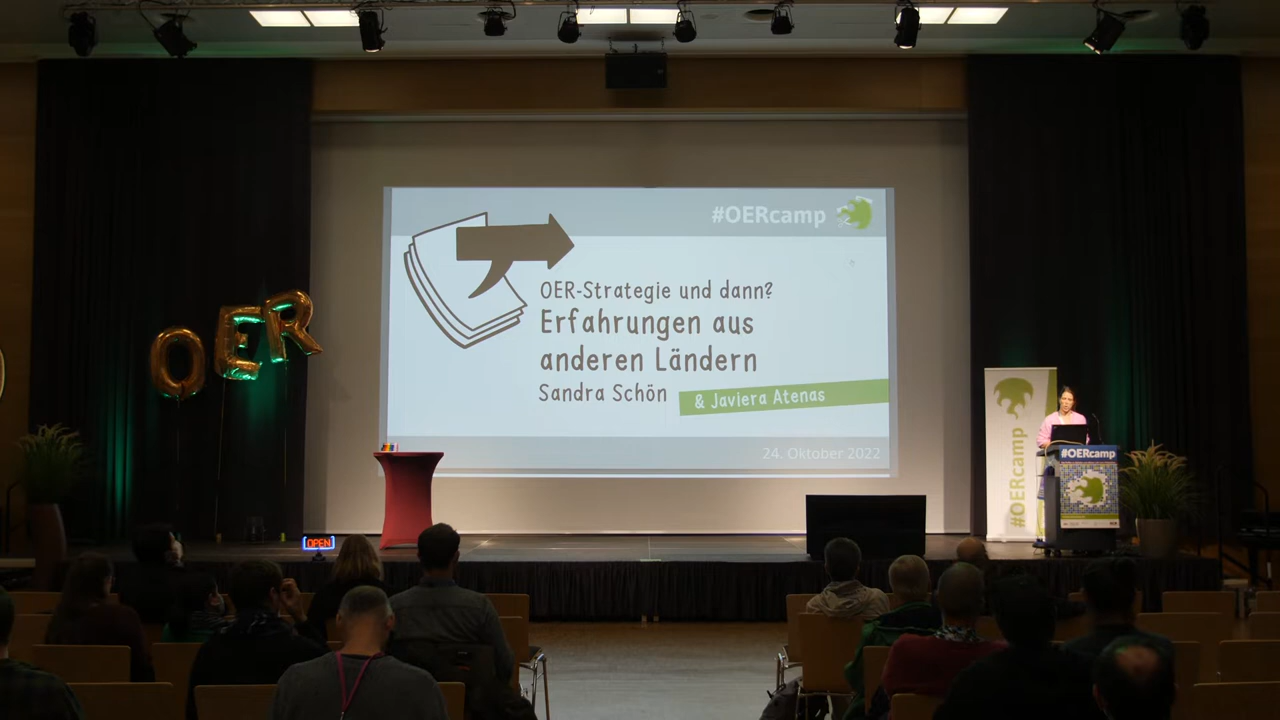 #OERcamp
OER-Strategie und dann?
Erfahrungen aus
anderen Ländern
Sandra Schön
& Javiera Atenas
24. Oktober 2022
OER
OPEN
#OERcamp
#OERcamp